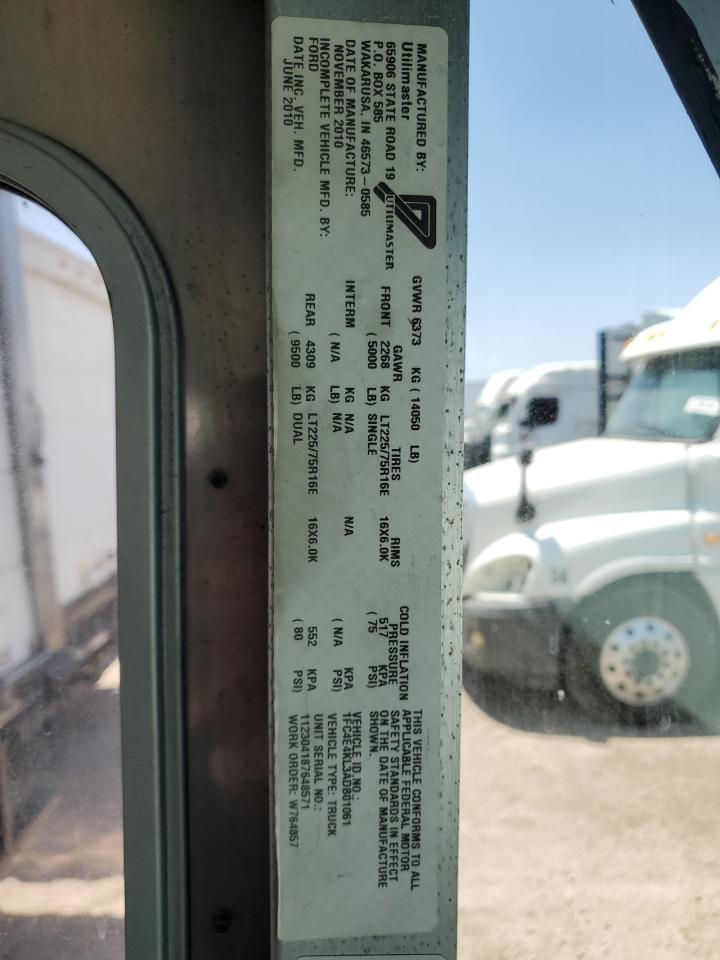 MANUFACTURED BY:
Utilimaster
65906 STATE ROAD 19
P.O. BOX 585
WAKARUSA, IN 46573-0585
DATE OF MANUFACTURE:
NOVEMBER 2010
INCOMPLETE VEHICLE MFD. BY:
FORD
DATE INC. VEH. MFD.
JUNE 2010
UTILIMASTER
GVWR 6373 KG ( 14050 LB)
GAWR TIRES RIMS COLD INFLATION PRESSURE
FRONT 2268 KG LT225/75R16E 16X6.0K 517 KPA
( 5000 LB) SINGLE ( 75 PSI)
INTERM KG N/A N/A KPA
( N/A LB) N/A ( N/A PSI)
REAR 4309 KG LT225/75R16E 16X6.0K 552 KPA
( 9500 LB) DUAL ( 80 PSI)
THIS VEHICLE CONFORMS TO ALL
APPLICABLE FEDERAL MOTOR
SAFETY STANDARDS IN EFFECT
ON THE DATE OF MANUFACTURE
SHOWN.
VEHICLE ID.NO.:
1FC4E4KL3ADB01061
VEHICLE TYPE: TRUCK
UNIT SERIAL NO.:
112304187648571
WORK ORDER: W764857